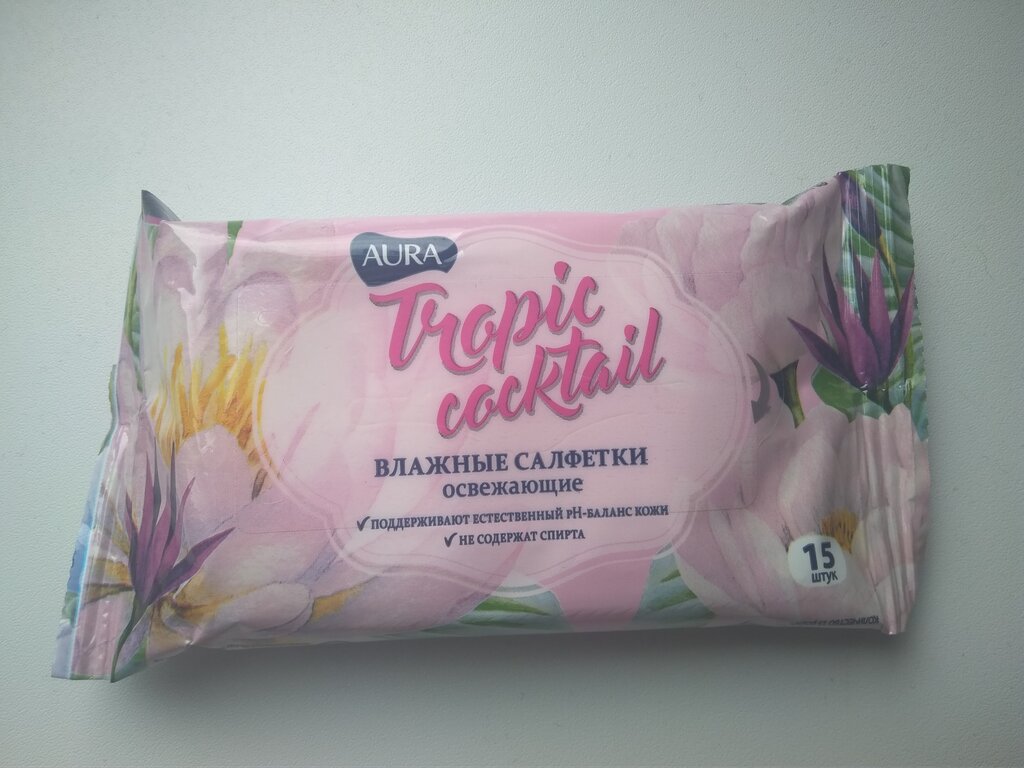 AURA
Tropic
cocktail
ВЛАЖНЫЕ САЛФЕТКИ
освежающие
✓ПОДДЕРЖИВАЮТ ЕСТЕСТВЕННЫЙ pH-БАЛАНС КОЖИ
✓НЕ СОДЕРЖАТ СПИРТА
15
ШТУК